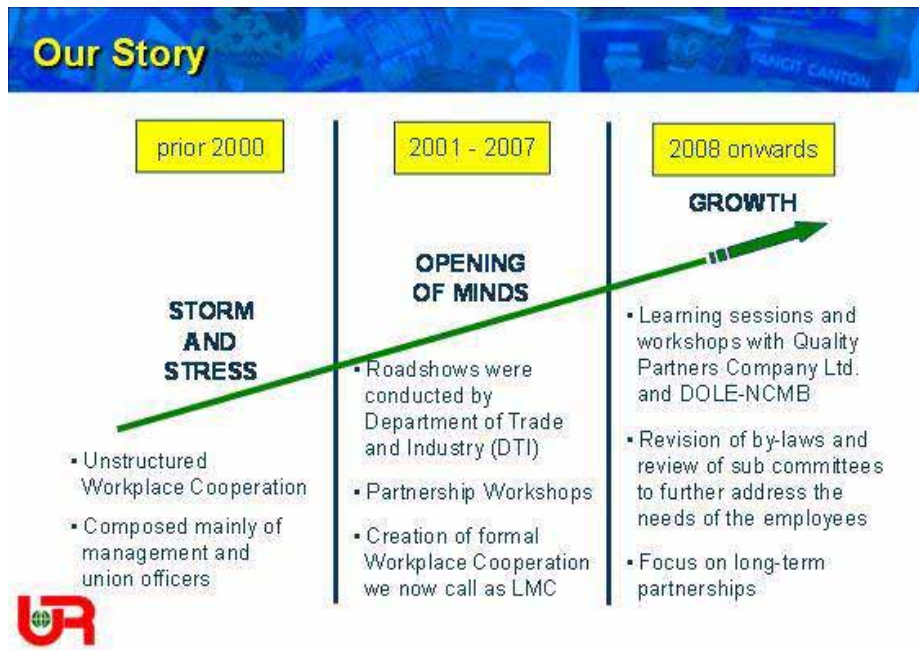 Our Story
PANCIT CANTON
prior 2000
STORM
AND
STRESS
▪ Unstructured
Workplace Cooperation
▪ Composed mainly of
management and
union officers
2001 - 2007
OPENING
OF MINDS
▪ Roadshows were
conducted by
Department of Trade
and Industry (DTI)
▪ Partnership Workshops
▪ Creation of formal
Workplace Cooperation
we now call as LMC
2008 onwards
GROWTH
▪ Learning sessions and
workshops with Quality
Partners Company Ltd.
and DOLE-NCMB
▪ Revision of by-laws and
review of sub committees
to further address the
needs of the employees
▪ Focus on long-term
partnerships